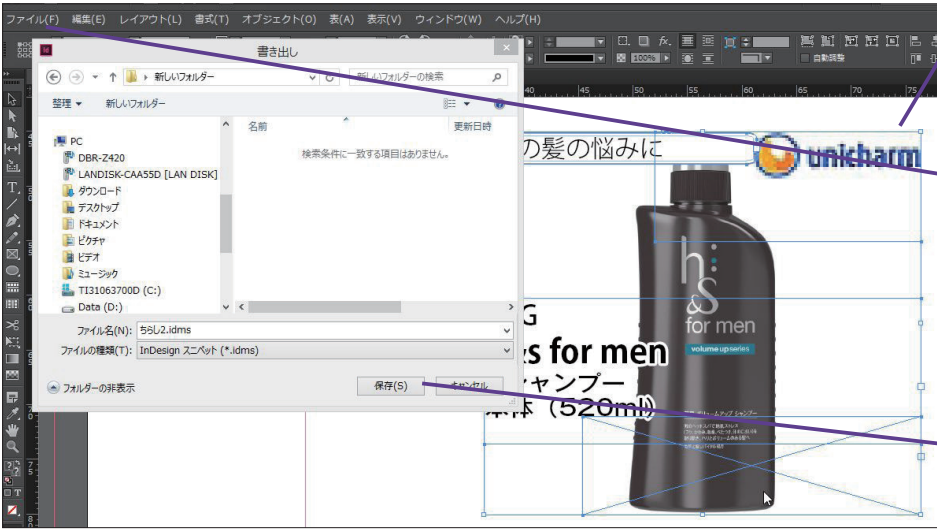 ファイル(F) 編集(E) レイアウト(L) 書式(T) オブジェクト(O) 表(A) 表示(V) ウィンドウ(W) ヘルプ(H)
書き出し
100%
自動調整
新しいフォルダー
新しいフォルダーの検索
整理 新しいフォルダー
40 45 50 55 60 65 70 75
名前 更新日時
検索条件に一致する項目はありません。
PC
DBR-Z420
LANDISK-CAA55D [LAN DISK]
ダウンロード
デスクトップ
ドキュメント
ピクチャ
ビデオ
ミュージック
TI31063700D (C:)
Data (D:)
ファイル名(N): ちらし2.idms
ファイルの種類(T): InDesign スニペット (*.idms)
フォルダーの非表示
保存(S) キャンセル
の髪の悩みに
unicharm
h:
&S
for men
volume up series
G
s for men
ャンプー
本体（520ml）